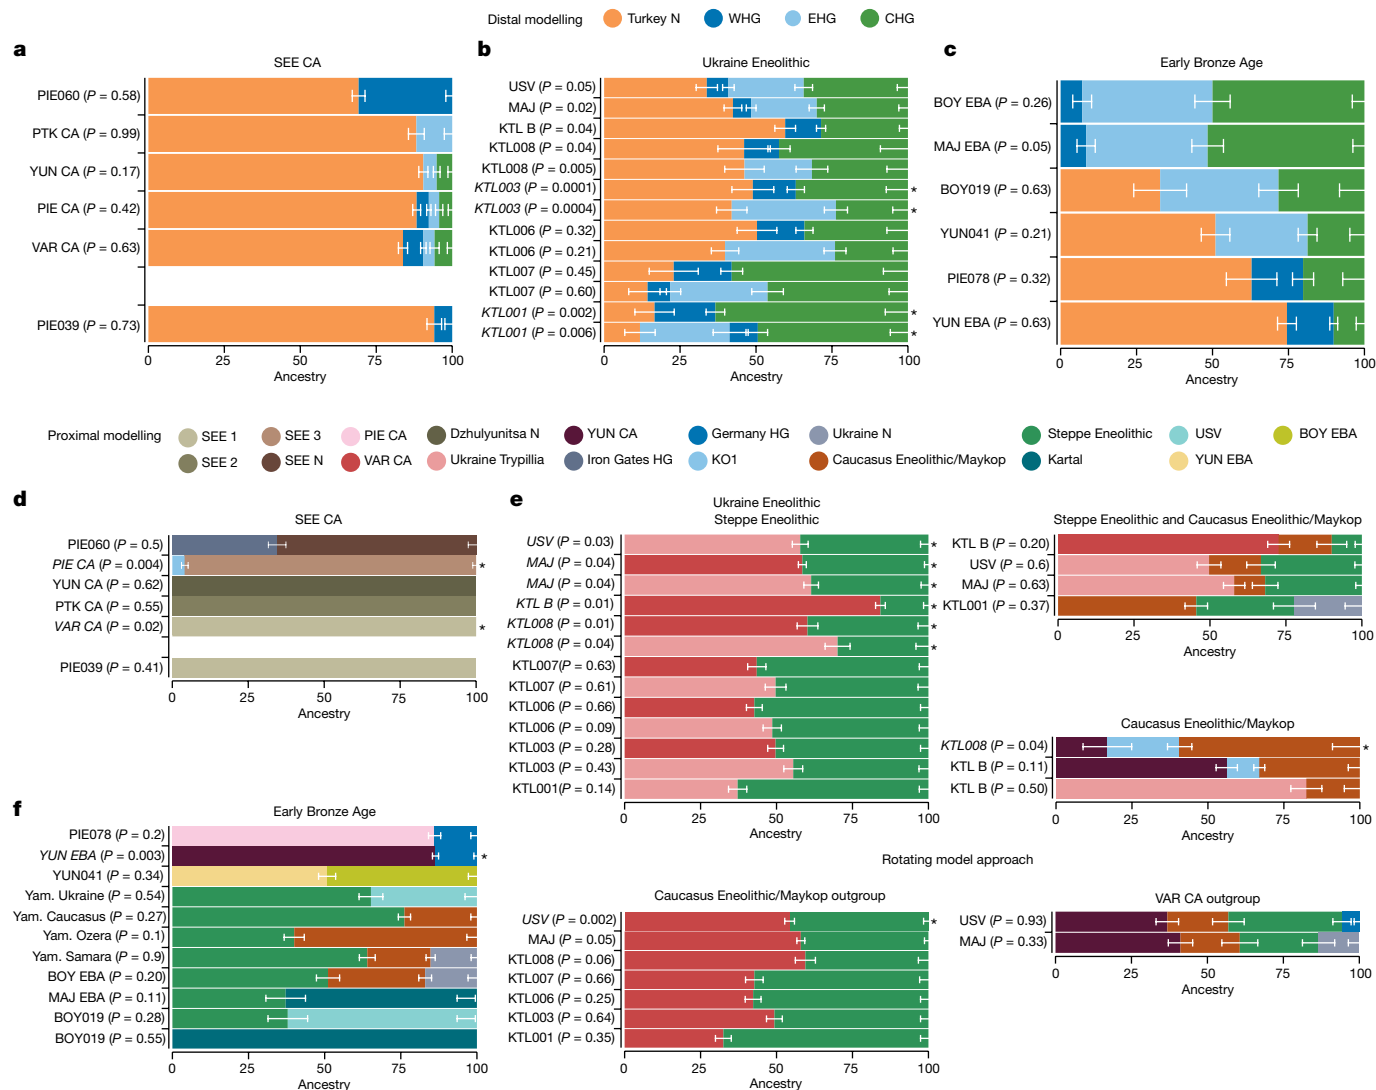 Distal modelling Turkey N WHG EHG CHG
a
SEE CA
PIE060 (P = 0.58)
PTK CA (P = 0.99)
YUN CA (P = 0.17)
PIE CA (P = 0.42)
VAR CA (P = 0.63)
PIE039 (P = 0.73)
0 25 50 75 100
Ancestry
b
Ukraine Eneolithic
USV (P = 0.05)
MAJ (P = 0.02)
KTL B (P = 0.04)
KTL008 (P = 0.04)
KTL008 (P = 0.005)
KTL003 (P = 0.0001) *
KTL003 (P = 0.0004) *
KTL006 (P = 0.32)
KTL006 (P = 0.21)
KTL007 (P = 0.45)
KTL007 (P = 0.60)
KTL001 (P = 0.002) *
KTL001 (P = 0.006) *
0 25 50 75 100
Ancestry
c
Early Bronze Age
BOY EBA (P = 0.26)
MAJ EBA (P = 0.05)
BOY019 (P = 0.63)
YUN041 (P = 0.21)
PIE078 (P = 0.32)
YUN EBA (P = 0.63)
0 25 50 75 100
Ancestry
Proximal modelling SEE 1 SEE 3 PIE CA Dzhulyunitsa N YUN CA Germany HG Ukraine N Steppe Eneolithic USV BOY EBA
SEE 2 SEE N VAR CA Ukraine Trypillia Iron Gates HG KO1 Caucasus Eneolithic/Maykop Kartal YUN EBA
d
SEE CA
PIE060 (P = 0.5)
PIE CA (P = 0.004) *
YUN CA (P = 0.62)
PTK CA (P = 0.55)
VAR CA (P = 0.02) *
PIE039 (P = 0.41)
0 25 50 75 100
Ancestry
e
Ukraine Eneolithic
Steppe Eneolithic
USV (P = 0.03) *
MAJ (P = 0.04) *
MAJ (P = 0.04) *
KTL B (P = 0.01) *
KTL008 (P = 0.01) *
KTL008 (P = 0.04) *
KTL007(P = 0.63)
KTL007 (P = 0.61)
KTL006 (P = 0.66)
KTL006 (P = 0.09)
KTL003 (P = 0.28)
KTL003 (P = 0.43)
KTL001(P = 0.14)
0 25 50 75 100
Ancestry
Steppe Eneolithic and Caucasus Eneolithic/Maykop
KTL B (P = 0.20)
USV (P = 0.6)
MAJ (P = 0.63)
KTL001 (P = 0.37)
0 25 50 75 100
Ancestry
Caucasus Eneolithic/Maykop
KTL008 (P = 0.04) *
KTL B (P = 0.11)
KTL B (P = 0.50)
0 25 50 75 100
Ancestry
Rotating model approach
Caucasus Eneolithic/Maykop outgroup
USV (P = 0.002) *
MAJ (P = 0.05)
KTL008 (P = 0.06)
KTL007 (P = 0.66)
KTL006 (P = 0.25)
KTL003 (P = 0.64)
KTL001 (P = 0.35)
0 25 50 75 100
Ancestry
VAR CA outgroup
USV (P = 0.93)
MAJ (P = 0.33)
0 25 50 75 100
Ancestry
f
Early Bronze Age
PIE078 (P = 0.2)
YUN EBA (P = 0.003) *
YUN041 (P = 0.34)
Yam. Ukraine (P = 0.54)
Yam. Caucasus (P = 0.27)
Yam. Ozera (P = 0.1)
Yam. Samara (P = 0.9)
BOY EBA (P = 0.20)
MAJ EBA (P = 0.11)
BOY019 (P = 0.28)
BOY019 (P = 0.55)
0 25 50 75 100
Ancestry